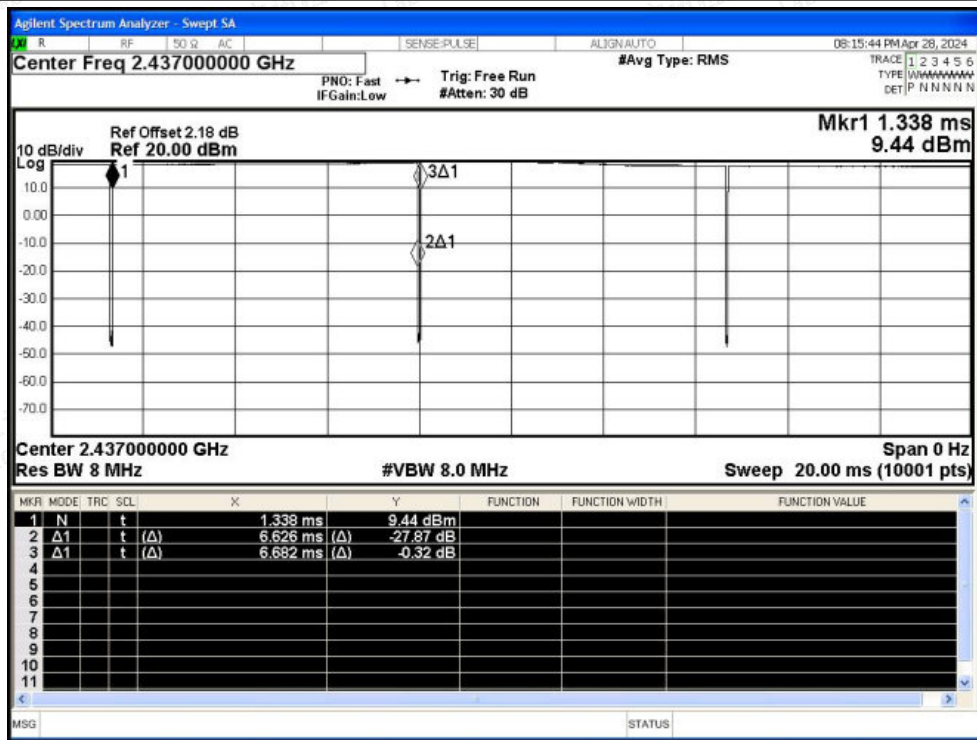 Agilent Spectrum Analyzer - Swept SA
LXI R RF 50 Ω AC SENSE:PULSE ALIGNAUTO 08:15:44 PM Apr 28, 2024
Center Freq 2.437000000 GHz #Avg Type: RMS TRACE 1 2 3 4 5 6
PNO: Fast Trig: Free Run TYPE WWWWWW
IFGain:Low #Atten: 30 dB DET P N N N N N
Mkr1 1.338 ms
Ref Offset 2.18 dB
10 dB/div Ref 20.00 dBm 9.44 dBm
Log
1 3Δ1
10.0
0.00
-10.0
2Δ1
-20.0
-30.0
-40.0
-50.0
-60.0
-70.0
Center 2.437000000 GHz Span 0 Hz
Res BW 8 MHz #VBW 8.0 MHz Sweep 20.00 ms (10001 pts)
MKR MODE TRC SCL X Y FUNCTION FUNCTION WIDTH FUNCTION VALUE
1 N t 1.338 ms 9.44 dBm
2 Δ1 t (Δ) 6.626 ms (Δ) -27.87 dB
3 Δ1 t (Δ) 6.682 ms (Δ) -0.32 dB
4
5
6
7
8
9
10
11
MSG STATUS